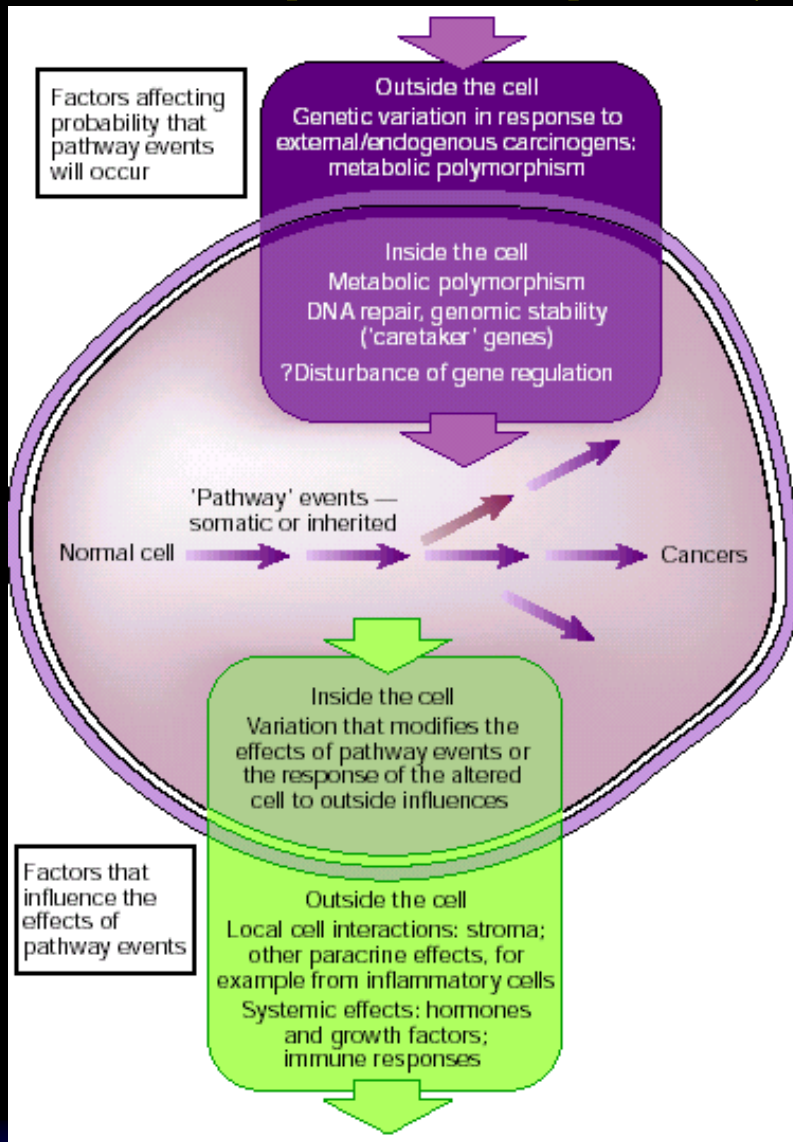 Factors affecting
probability that
pathway events
will occur
Outside the cell
Genetic variation in response to
external/endogenous carcinogens:
metabolic polymorphism
Inside the cell
Metabolic polymorphism
DNA repair, genomic stability
('caretaker' genes)
?Disturbance of gene regulation
'Pathway' events —
somatic or inherited
Normal cell
Cancers
Inside the cell
Variation that modifies the
effects of pathway events or
the response of the altered
cell to outside influences
Factors that
influence the
effects of
pathway events
Outside the cell
Local cell interactions: stroma;
other paracrine effects, for
example from inflammatory cells
Systemic effects: hormones
and growth factors;
immune responses